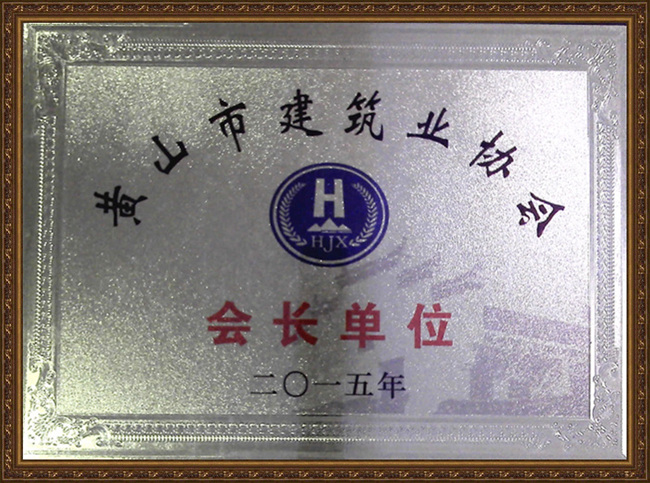 黄山市建筑业协会
H
HJX
会长单位
二〇一五年